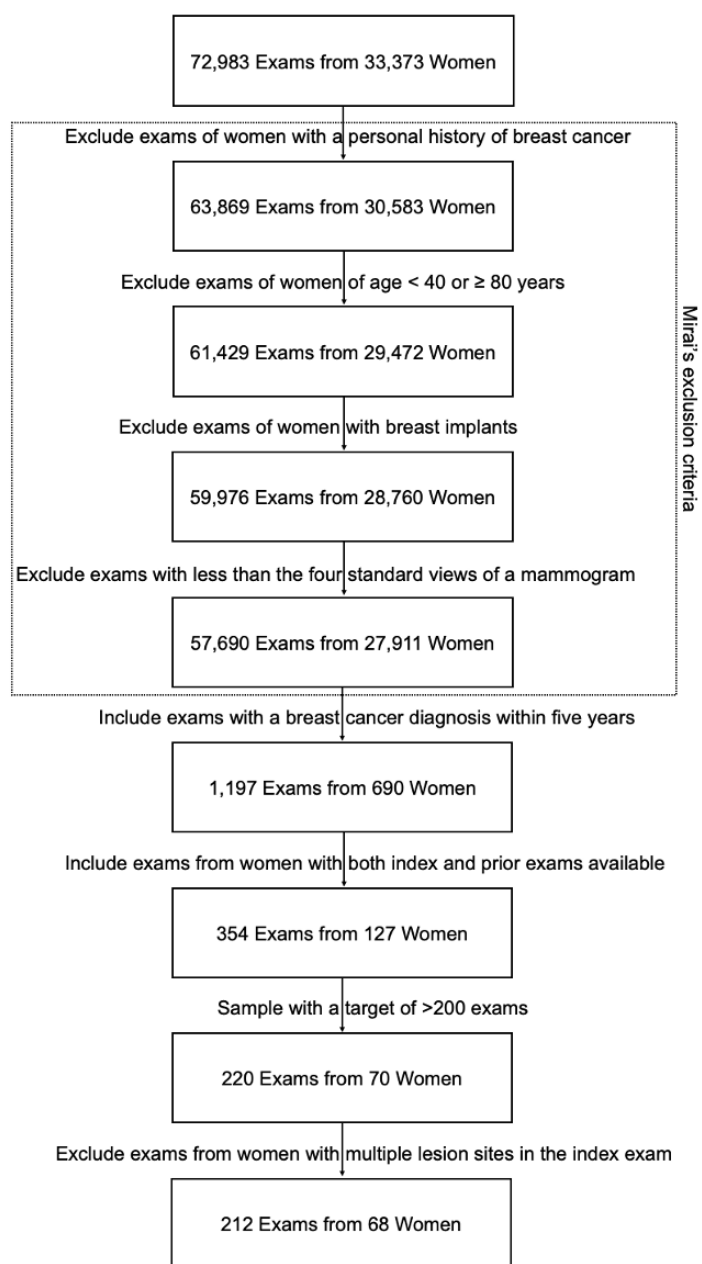 72,983 Exams from 33,373 Women
Exclude exams of women with a personal history of breast cancer
63,869 Exams from 30,583 Women
Exclude exams of women of age < 40 or ≥ 80 years
61,429 Exams from 29,472 Women
Exclude exams of women with breast implants
59,976 Exams from 28,760 Women
Exclude exams with less than the four standard views of a mammogram
57,690 Exams from 27,911 Women
Mirai's exclusion criteria
Include exams with a breast cancer diagnosis within five years
1,197 Exams from 690 Women
Include exams from women with both index and prior exams available
354 Exams from 127 Women
Sample with a target of >200 exams
220 Exams from 70 Women
Exclude exams from women with multiple lesion sites in the index exam
212 Exams from 68 Women